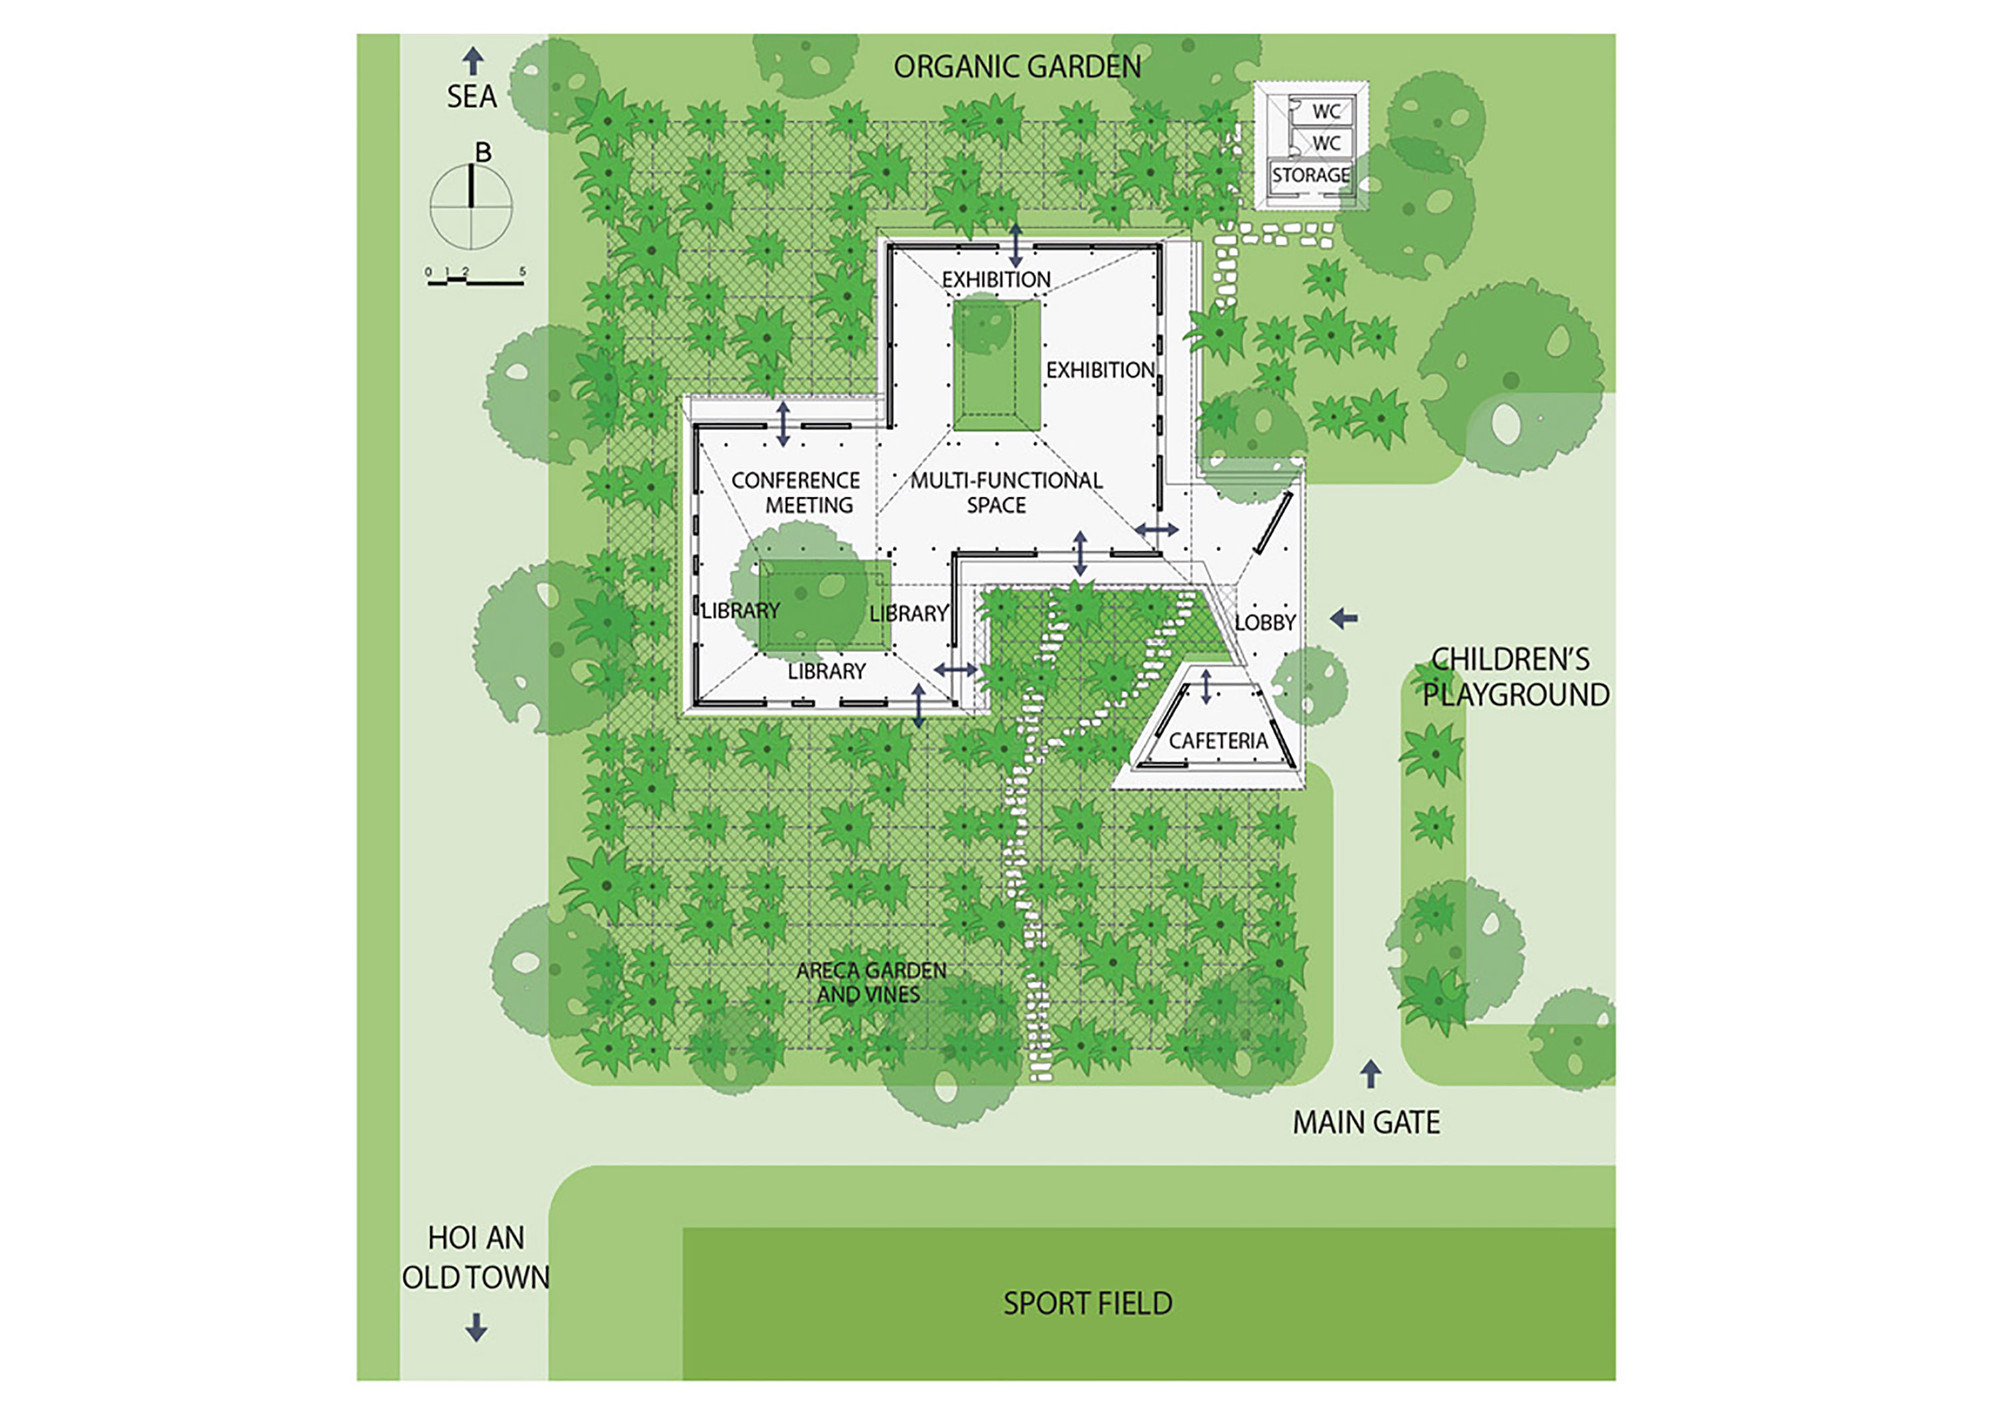 ORGANIC GARDEN
SEA
WC
WC
STORAGE
B
0 1 2 5
EXHIBITION
EXHIBITION
CONFERENCE
MEETING
MULTI-FUNCTIONAL
SPACE
LIBRARY
LIBRARY
LOBBY
LIBRARY
CHILDREN'S
PLAYGROUND
CAFETERIA
ARECA GARDEN
AND VINES
MAIN GATE
HOI AN
OLD TOWN
SPORT FIELD